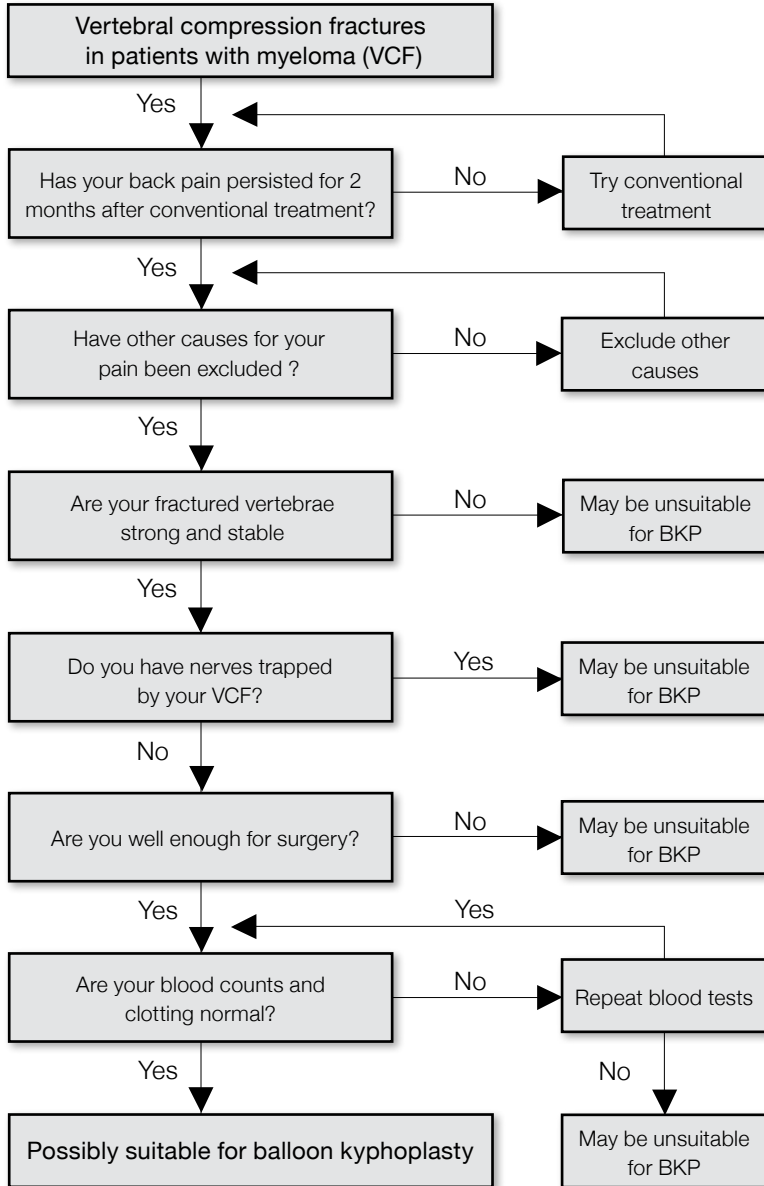 Vertebral compression fractures
in patients with myeloma (VCF)
Yes
Has your back pain persisted for 2
months after conventional treatment?
No
Try conventional
treatment
Yes
Have other causes for your
pain been excluded ?
No
Exclude other
causes
Yes
Are your fractured vertebrae
strong and stable
No
May be unsuitable
for BKP
Yes
Do you have nerves trapped
by your VCF?
Yes
May be unsuitable
for BKP
No
Are you well enough for surgery?
No
May be unsuitable
for BKP
Yes
Yes
Are your blood counts and
clotting normal?
No
Repeat blood tests
Yes
No
Possibly suitable for balloon kyphoplasty
May be unsuitable
for BKP